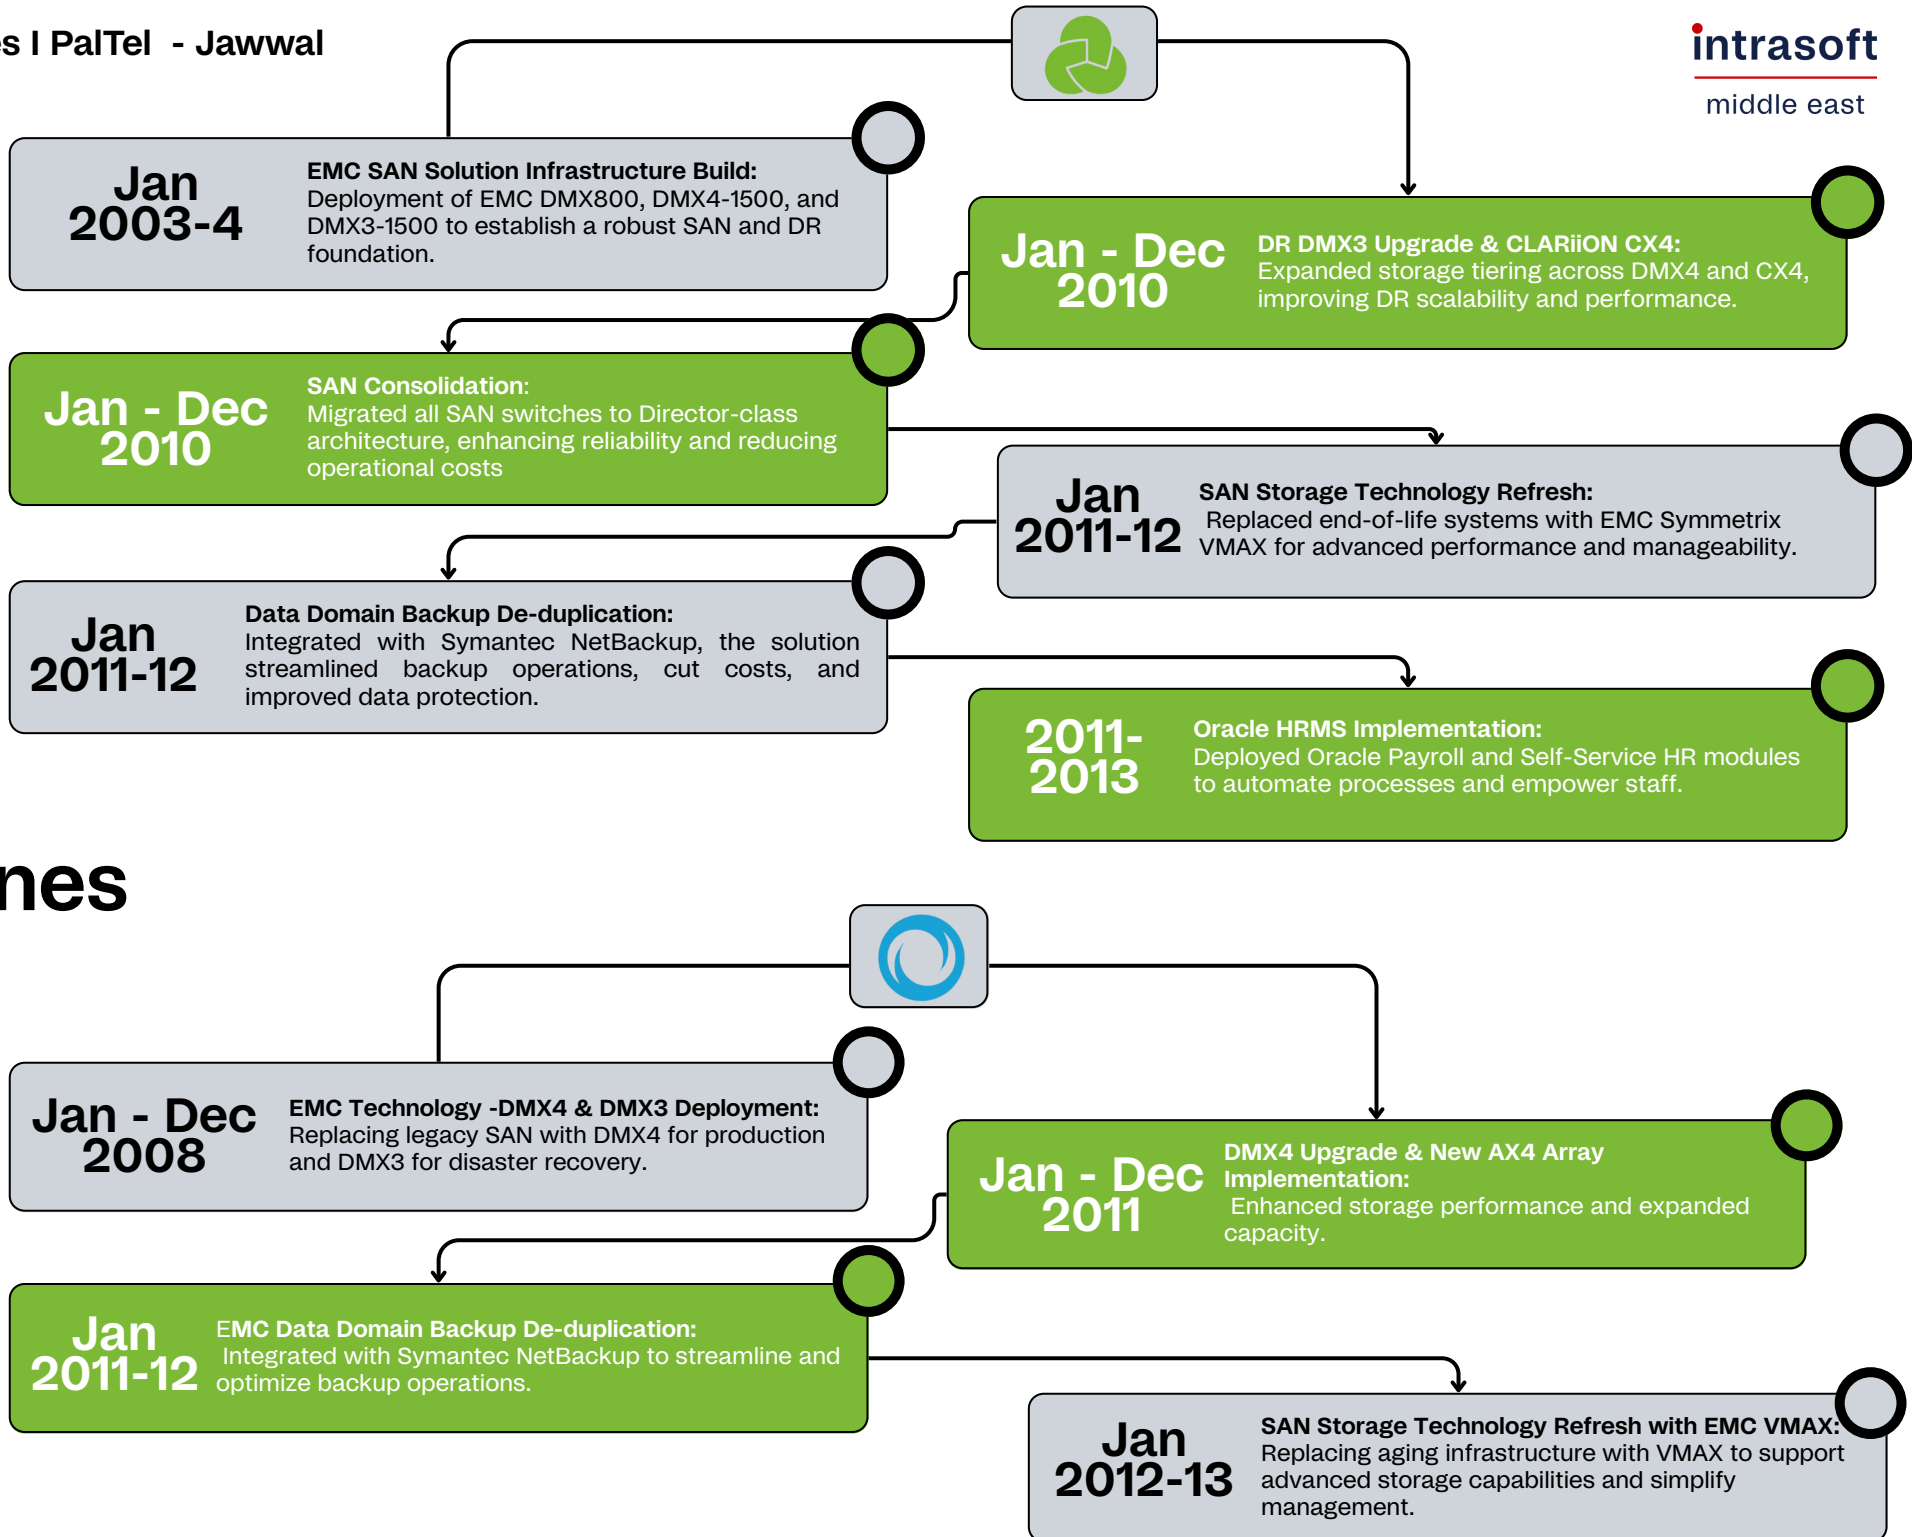 es I PalTel - Jawwal
intrasoft
middle east
Jan
2003-4
EMC SAN Solution Infrastructure Build:
Deployment of EMC DMX800, DMX4-1500, and
DMX3-1500 to establish a robust SAN and DR
foundation.
Jan - Dec
2010
DR DMX3 Upgrade & CLARiiON CX4:
Expanded storage tiering across DMX4 and CX4,
improving DR scalability and performance.
Jan - Dec
2010
SAN Consolidation:
Migrated all SAN switches to Director-class
architecture, enhancing reliability and reducing
operational costs
Jan
2011-12
SAN Storage Technology Refresh:
Replaced end-of-life systems with EMC Symmetrix
VMAX for advanced performance and manageability.
Jan
2011-12
Data Domain Backup De-duplication:
Integrated with Symantec NetBackup, the solution
streamlined backup operations, cut costs, and
improved data protection.
2011-
2013
Oracle HRMS Implementation:
Deployed Oracle Payroll and Self-Service HR modules
to automate processes and empower staff.
nes
Jan - Dec
2008
EMC Technology -DMX4 & DMX3 Deployment:
Replacing legacy SAN with DMX4 for production
and DMX3 for disaster recovery.
Jan - Dec
2011
DMX4 Upgrade & New AX4 Array
Implementation:
Enhanced storage performance and expanded
capacity.
Jan
2011-12
EMC Data Domain Backup De-duplication:
Integrated with Symantec NetBackup to streamline and
optimize backup operations.
Jan
2012-13
SAN Storage Technology Refresh with EMC VMAX:
Replacing aging infrastructure with VMAX to support
advanced storage capabilities and simplify
management.